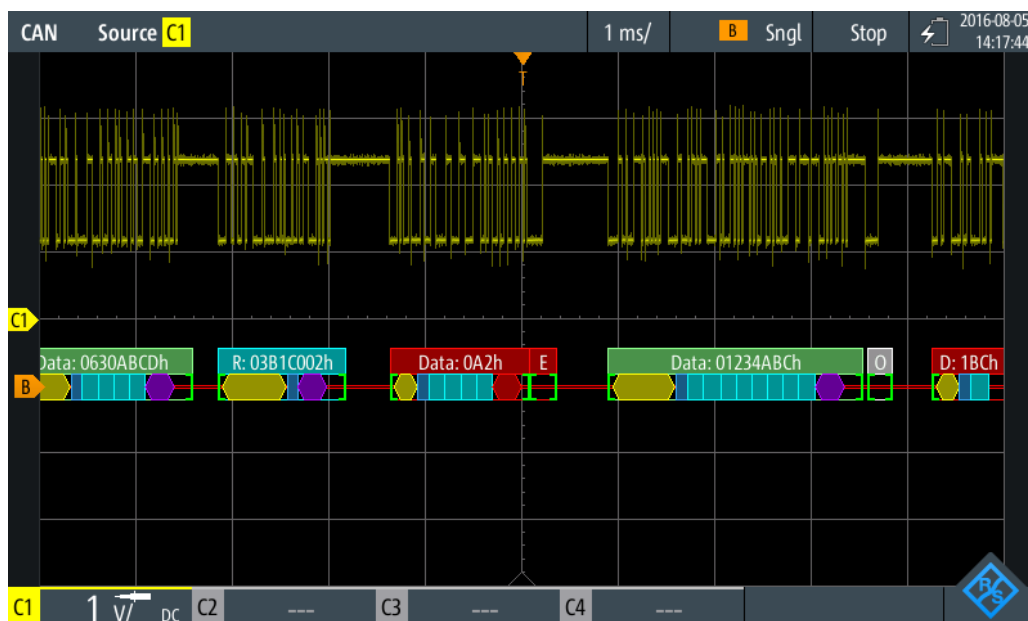 CAN Source C1 1 ms/ B Sngl Stop 2016-08-05
14:17:44
T
C1
Data: 0630ABCDh R: 03B1C002h Data: 0A2h E Data: 01234ABCh O D: 1BCh
B
C1 1 V/ DC C2 --- C3 --- C4 ---
R&S